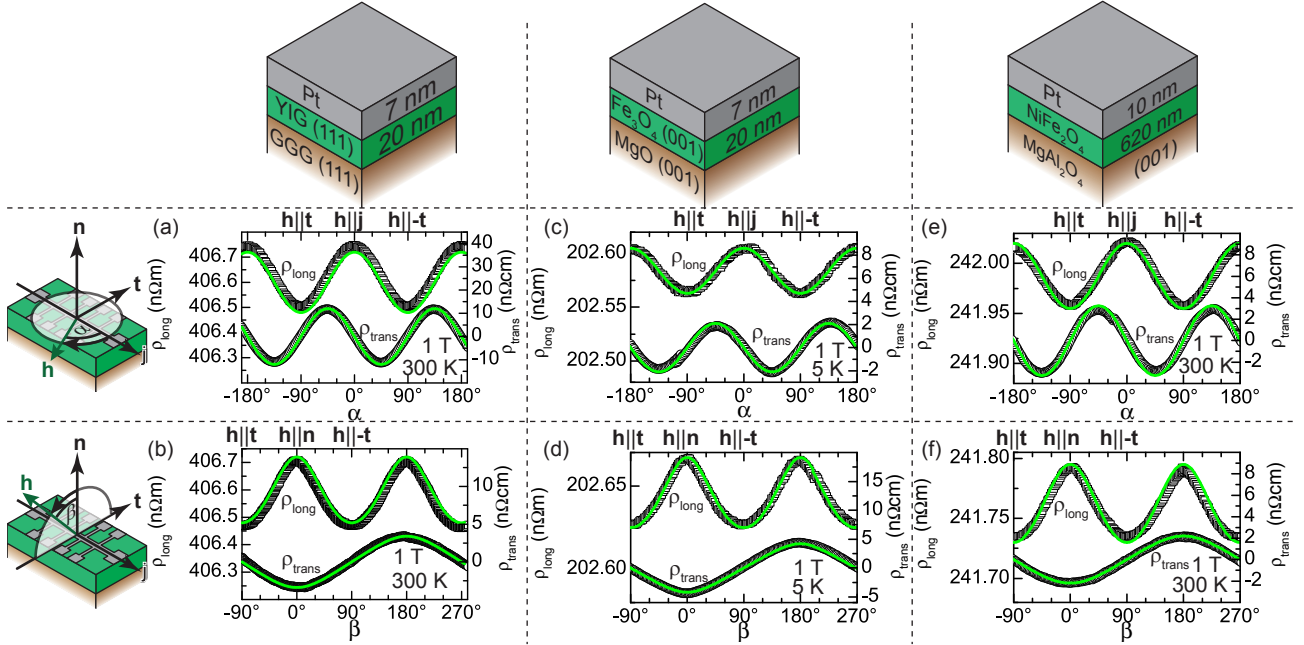 Pt
7 nm
YIG (111)
20 nm
GGG (111)
Pt
7 nm
Fe₃O₄ (001)
20 nm
MgO (001)
Pt
10 nm
NiFe₂O₄
620 nm
MgAl₂O₄
(001)
n
t
α
j
h
(a)
h||t h||j h||-t
ρlong (nΩm)
406.7
406.6
406.5
406.4
406.3
ρlong
ρtrans
1 T
300 K
40
30
20
10
0
-10
ρtrans (nΩcm)
-180° -90° 0° 90° 180°
α
(c)
h||t h||j h||-t
ρlong (nΩm)
202.60
202.55
202.50
ρlong
ρtrans
1 T
5 K
8
6
4
2
0
-2
ρtrans (nΩcm)
-180° -90° 0° 90° 180°
α
(e)
h||t h||j h||-t
ρlong (nΩm)
242.00
241.95
241.90
ρlong
ρtrans
1 T
300 K
8
6
4
2
0
-2
ρtrans (nΩcm)
-180° -90° 0° 90° 180°
α
n
h
β
t
j
(b)
h||t h||n h||-t
ρlong (nΩm)
406.7
406.6
406.5
406.4
406.3
ρlong
ρtrans
1 T
300 K
10
5
0
ρtrans (nΩcm)
-90° 0° 90° 180° 270°
β
(d)
h||t h||n h||-t
ρlong (nΩm)
202.65
202.60
ρlong
ρtrans
1 T
5 K
15
10
5
0
-5
ρtrans (nΩcm)
-90° 0° 90° 180° 270°
β
(f)
h||t h||n h||-t
ρlong (nΩm)
241.80
241.75
241.70
ρlong
ρtrans
1 T
300 K
8
6
4
2
0
-2
ρtrans (nΩcm)
-90° 0° 90° 180° 270°
β